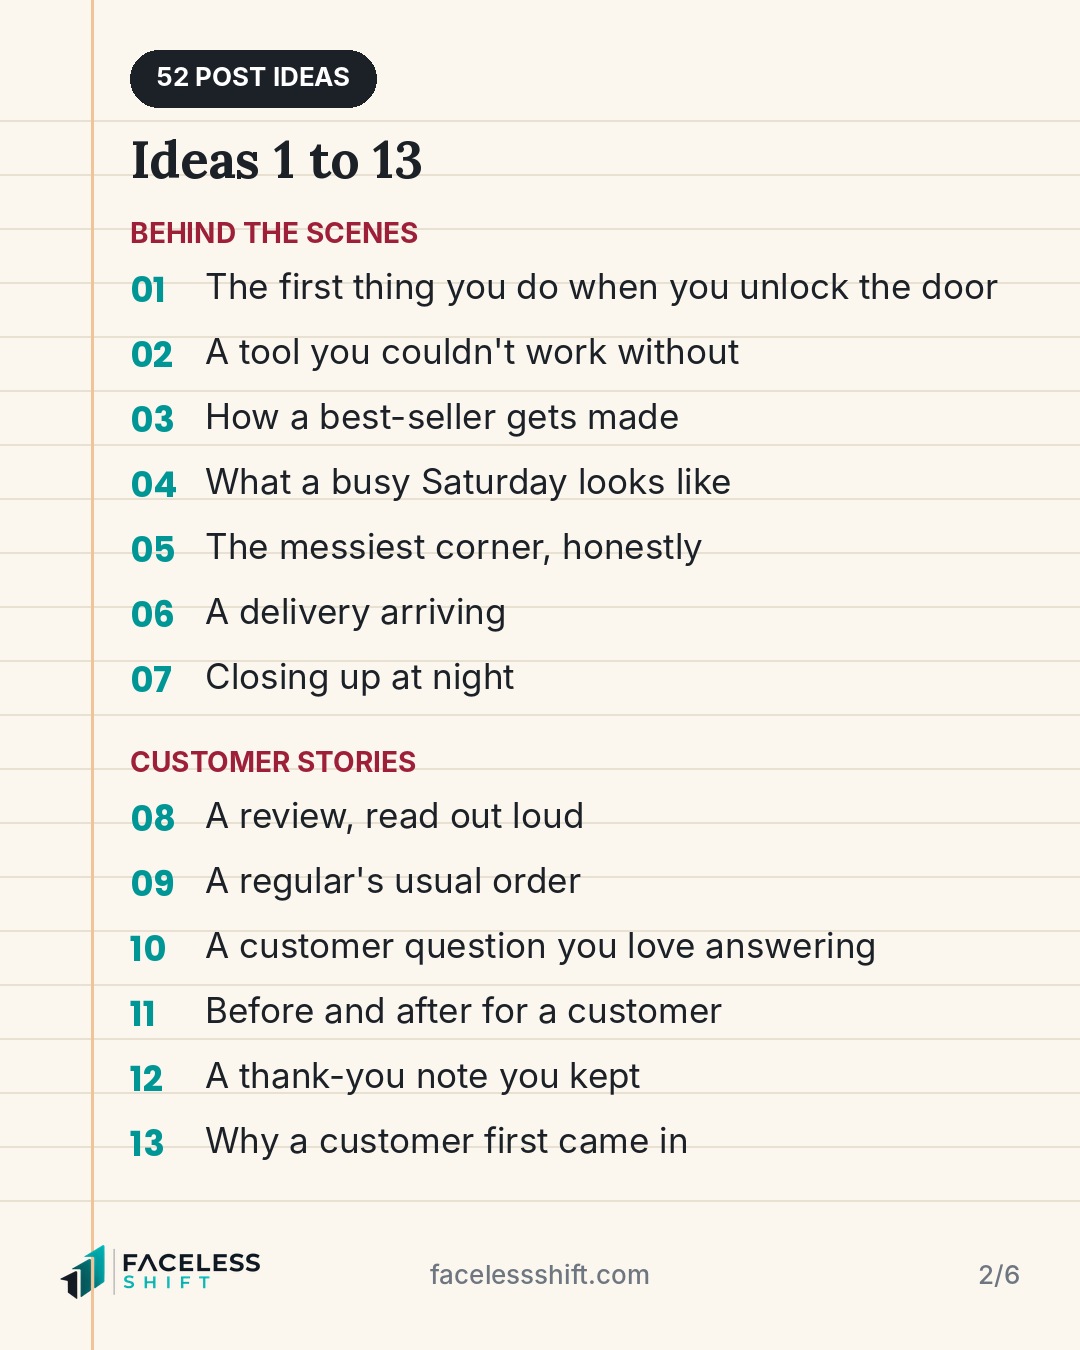 52 POST IDEAS
Ideas 1 to 13
BEHIND THE SCENES
01 The first thing you do when you unlock the door
02 A tool you couldn't work without
03 How a best-seller gets made
04 What a busy Saturday looks like
05 The messiest corner, honestly
06 A delivery arriving
07 Closing up at night
CUSTOMER STORIES
08 A review, read out loud
09 A regular's usual order
10 A customer question you love answering
11 Before and after for a customer
12 A thank-you note you kept
13 Why a customer first came in
FACELESS
SHIFT
facelessshift.com
2/6